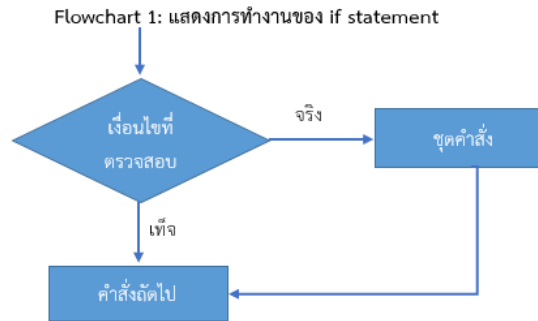 Flowchart 1: แสดงการทำงานของ if statement
เงื่อนไขที่
ตรวจสอบ
จริง
ชุดคำสั่ง
เท็จ
คำสั่งถัดไป